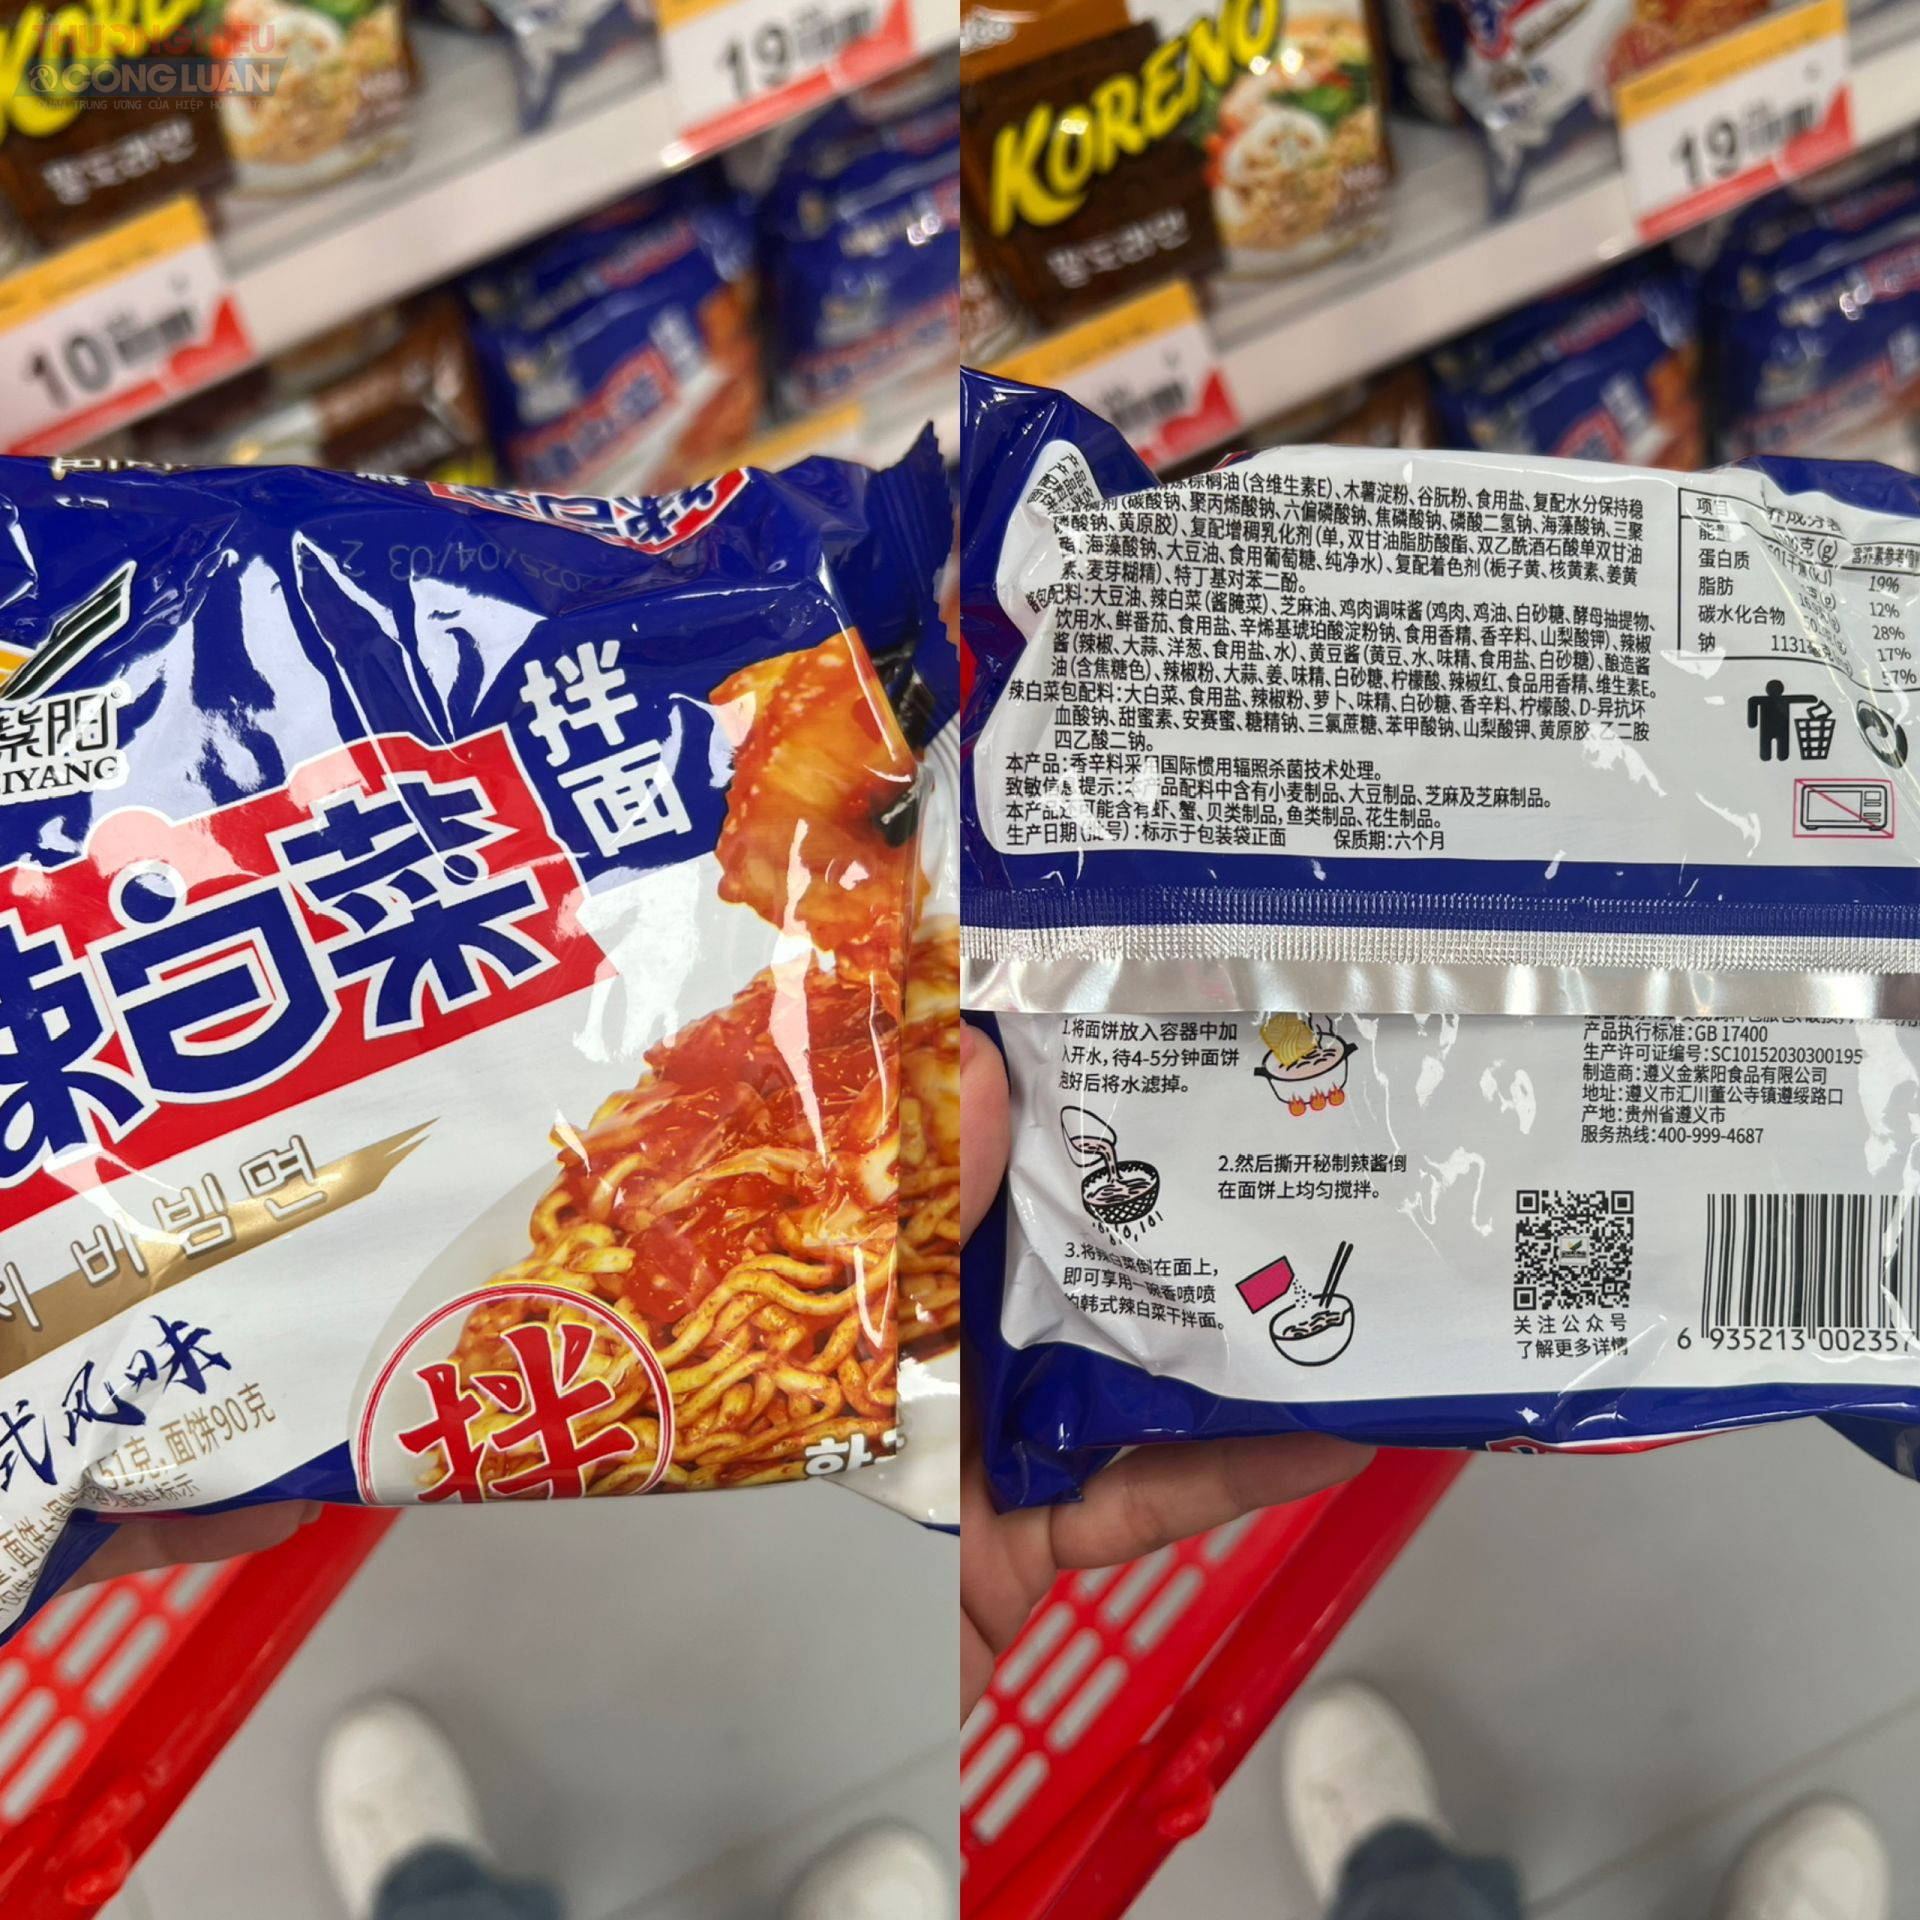 THƯƠNG HIỆU
& CÔNG LUẬN
19
10
2025/04/03
紫阳
IYANG
拌面
辣白菜
비빔면
式风味
51克,面饼90克
拌
KORENO
19
棕榈油(含维生素E)、木薯淀粉、谷朊粉、食用盐、复配水分保持稳
剂(碳酸钠、聚丙烯酸钠、六偏磷酸钠、焦磷酸钠、磷酸二氢钠、海藻酸钠、三聚
磷酸钠、黄原胶)、复配增稠乳化剂(单,双甘油脂肪酸酯、双乙酰酒石酸单双甘油
酯、海藻酸钠、大豆油、食用葡萄糖、纯净水)、复配着色剂(栀子黄、核黄素、姜黄
素、麦芽糊精)、特丁基对苯二酚。
酱包配料:大豆油、辣白菜(酱腌菜)、芝麻油、鸡肉调味酱(鸡肉、鸡油、白砂糖、酵母抽提物、
饮用水、鲜番茄、食用盐、辛烯基琥珀酸淀粉钠、食用香精、香辛料、山梨酸钾)、辣椒
酱(辣椒、大蒜、洋葱、食用盐、水)、黄豆酱(黄豆、水、味精、食用盐、白砂糖)、酿造酱
油(含焦糖色)、辣椒粉、大蒜、姜、味精、白砂糖、柠檬酸、辣椒红、食品用香精、维生素E。
辣白菜包配料:大白菜、食用盐、辣椒粉、萝卜、味精、白砂糖、香辛料、柠檬酸、D-异抗坏
血酸钠、甜蜜素、安赛蜜、糖精钠、三氯蔗糖、苯甲酸钠、山梨酸钾、黄原胶、乙二胺
四乙酸二钠。
本产品:香辛料采用国际惯用辐照杀菌技术处理。
致敏信息提示:本产品配料中含有小麦制品、大豆制品、芝麻及芝麻制品。
本产品还可能含有虾、蟹、贝类制品,鱼类制品、花生制品。
生产日期(批号):标示于包装袋正面 保质期:六个月
项目
能量 19%
蛋白质 12%
脂肪 28%
碳水化合物 17%
钠 1131 57%
1.将面饼放入容器中加
入开水,待4-5分钟面饼
泡好后将水滤掉。
2.然后撕开秘制辣酱倒
在面饼上均匀搅拌。
3.将辣白菜倒在面上,
即可享用一碗香喷喷
的韩式辣白菜干拌面。
产品执行标准:GB 17400
生产许可证编号:SC10152030300195
制造商:遵义金紫阳食品有限公司
地址:遵义市汇川董公寺镇遵绥路口
产地:贵州省遵义市
服务热线:400-999-4687
关注公众号
了解更多详情
6 935213 002357